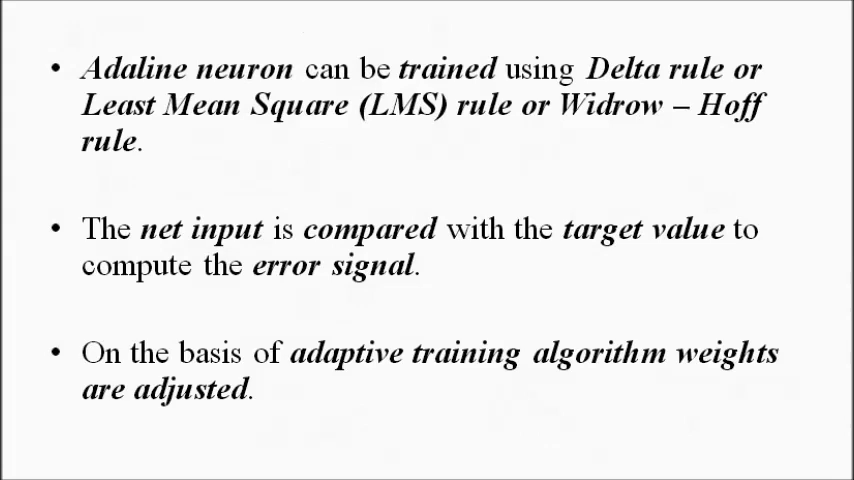 • Adaline neuron can be trained using Delta rule or
Least Mean Square (LMS) rule or Widrow – Hoff
rule.
• The net input is compared with the target value to
compute the error signal.
• On the basis of adaptive training algorithm weights
are adjusted.